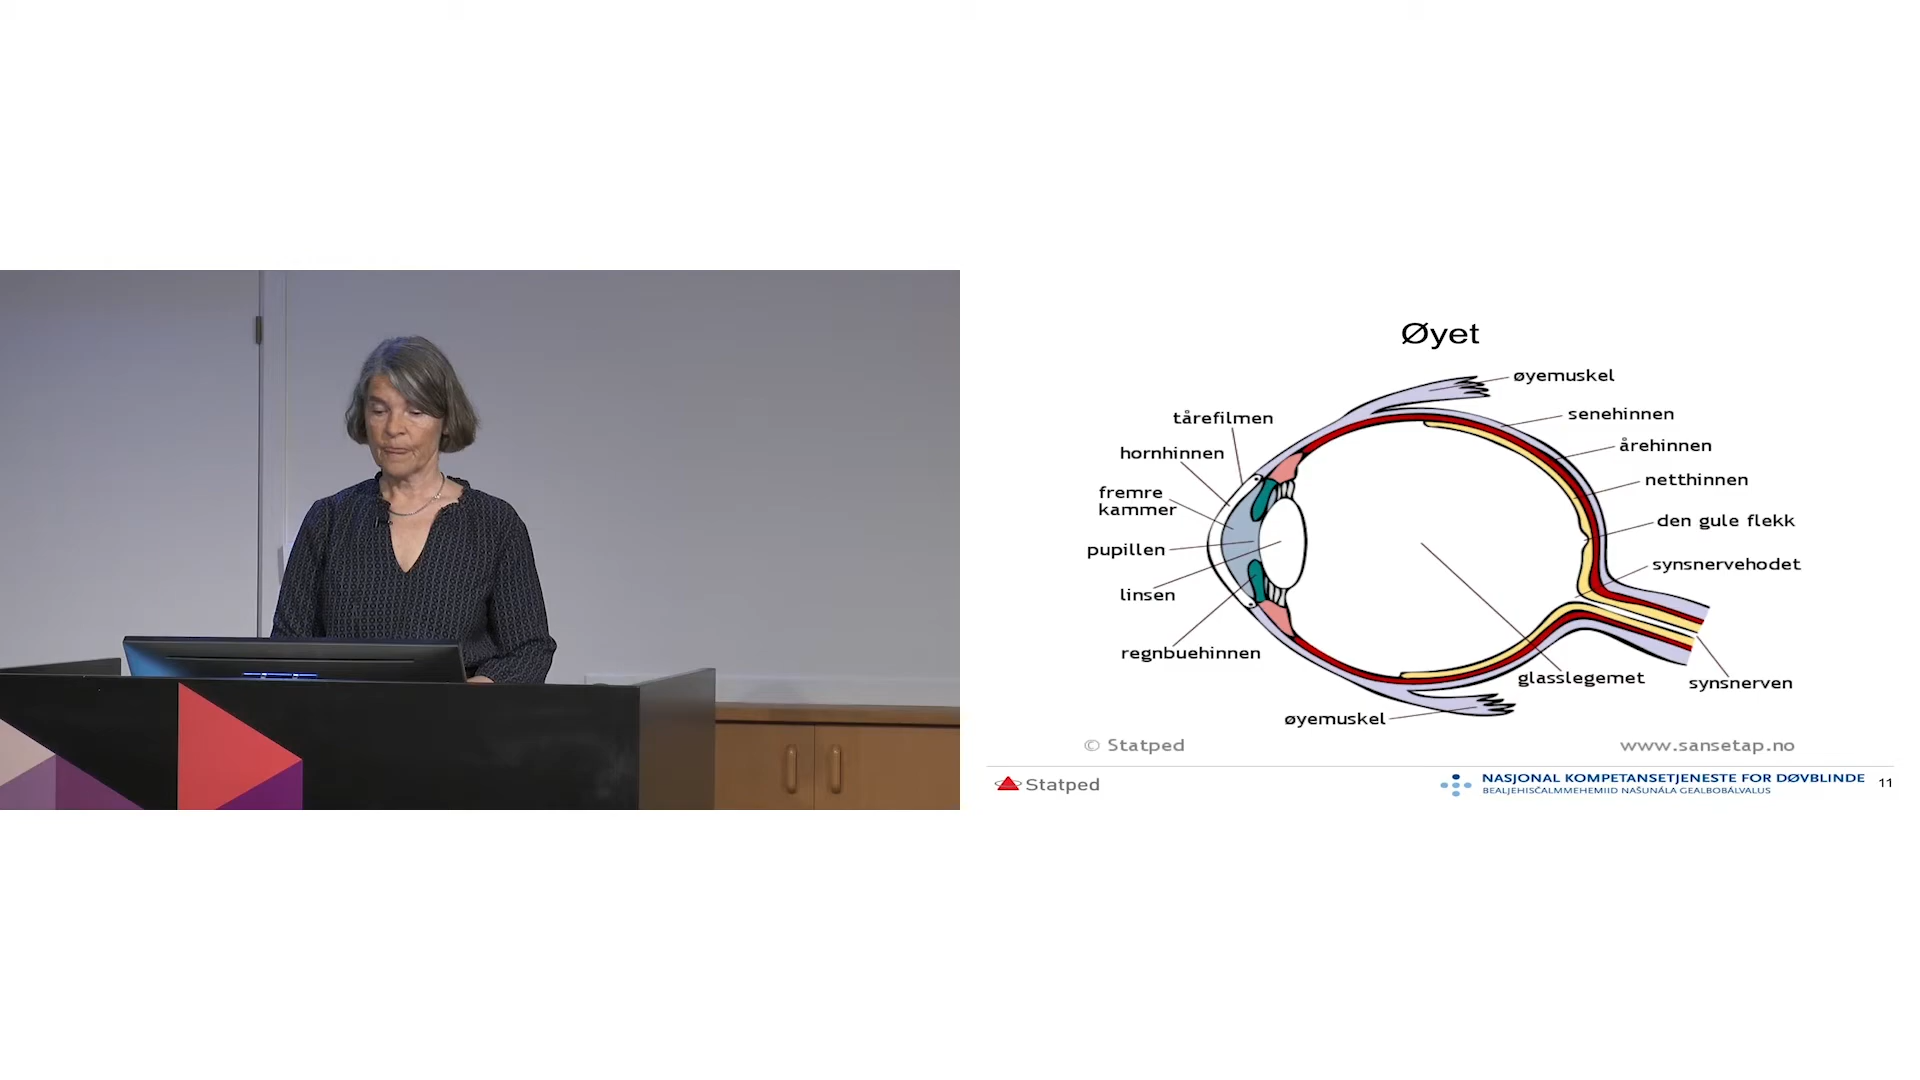 Øyet
øyemuskel
tårefilmen
senehinnen
hornhinnen
årehinnen
fremre
kammer
netthinnen
den gule flekk
pupillen
synsnervehodet
linsen
regnbuehinnen
glasslegemet
synsnerven
øyemuskel
© Statped
www.sansetap.no
Statped
NASJONAL KOMPETANSETJENESTE FOR DØVBLINDE
BEALJEHISČALMMEHEMIID NAŠUNÁLA GEALBOBÁLVALUS
11